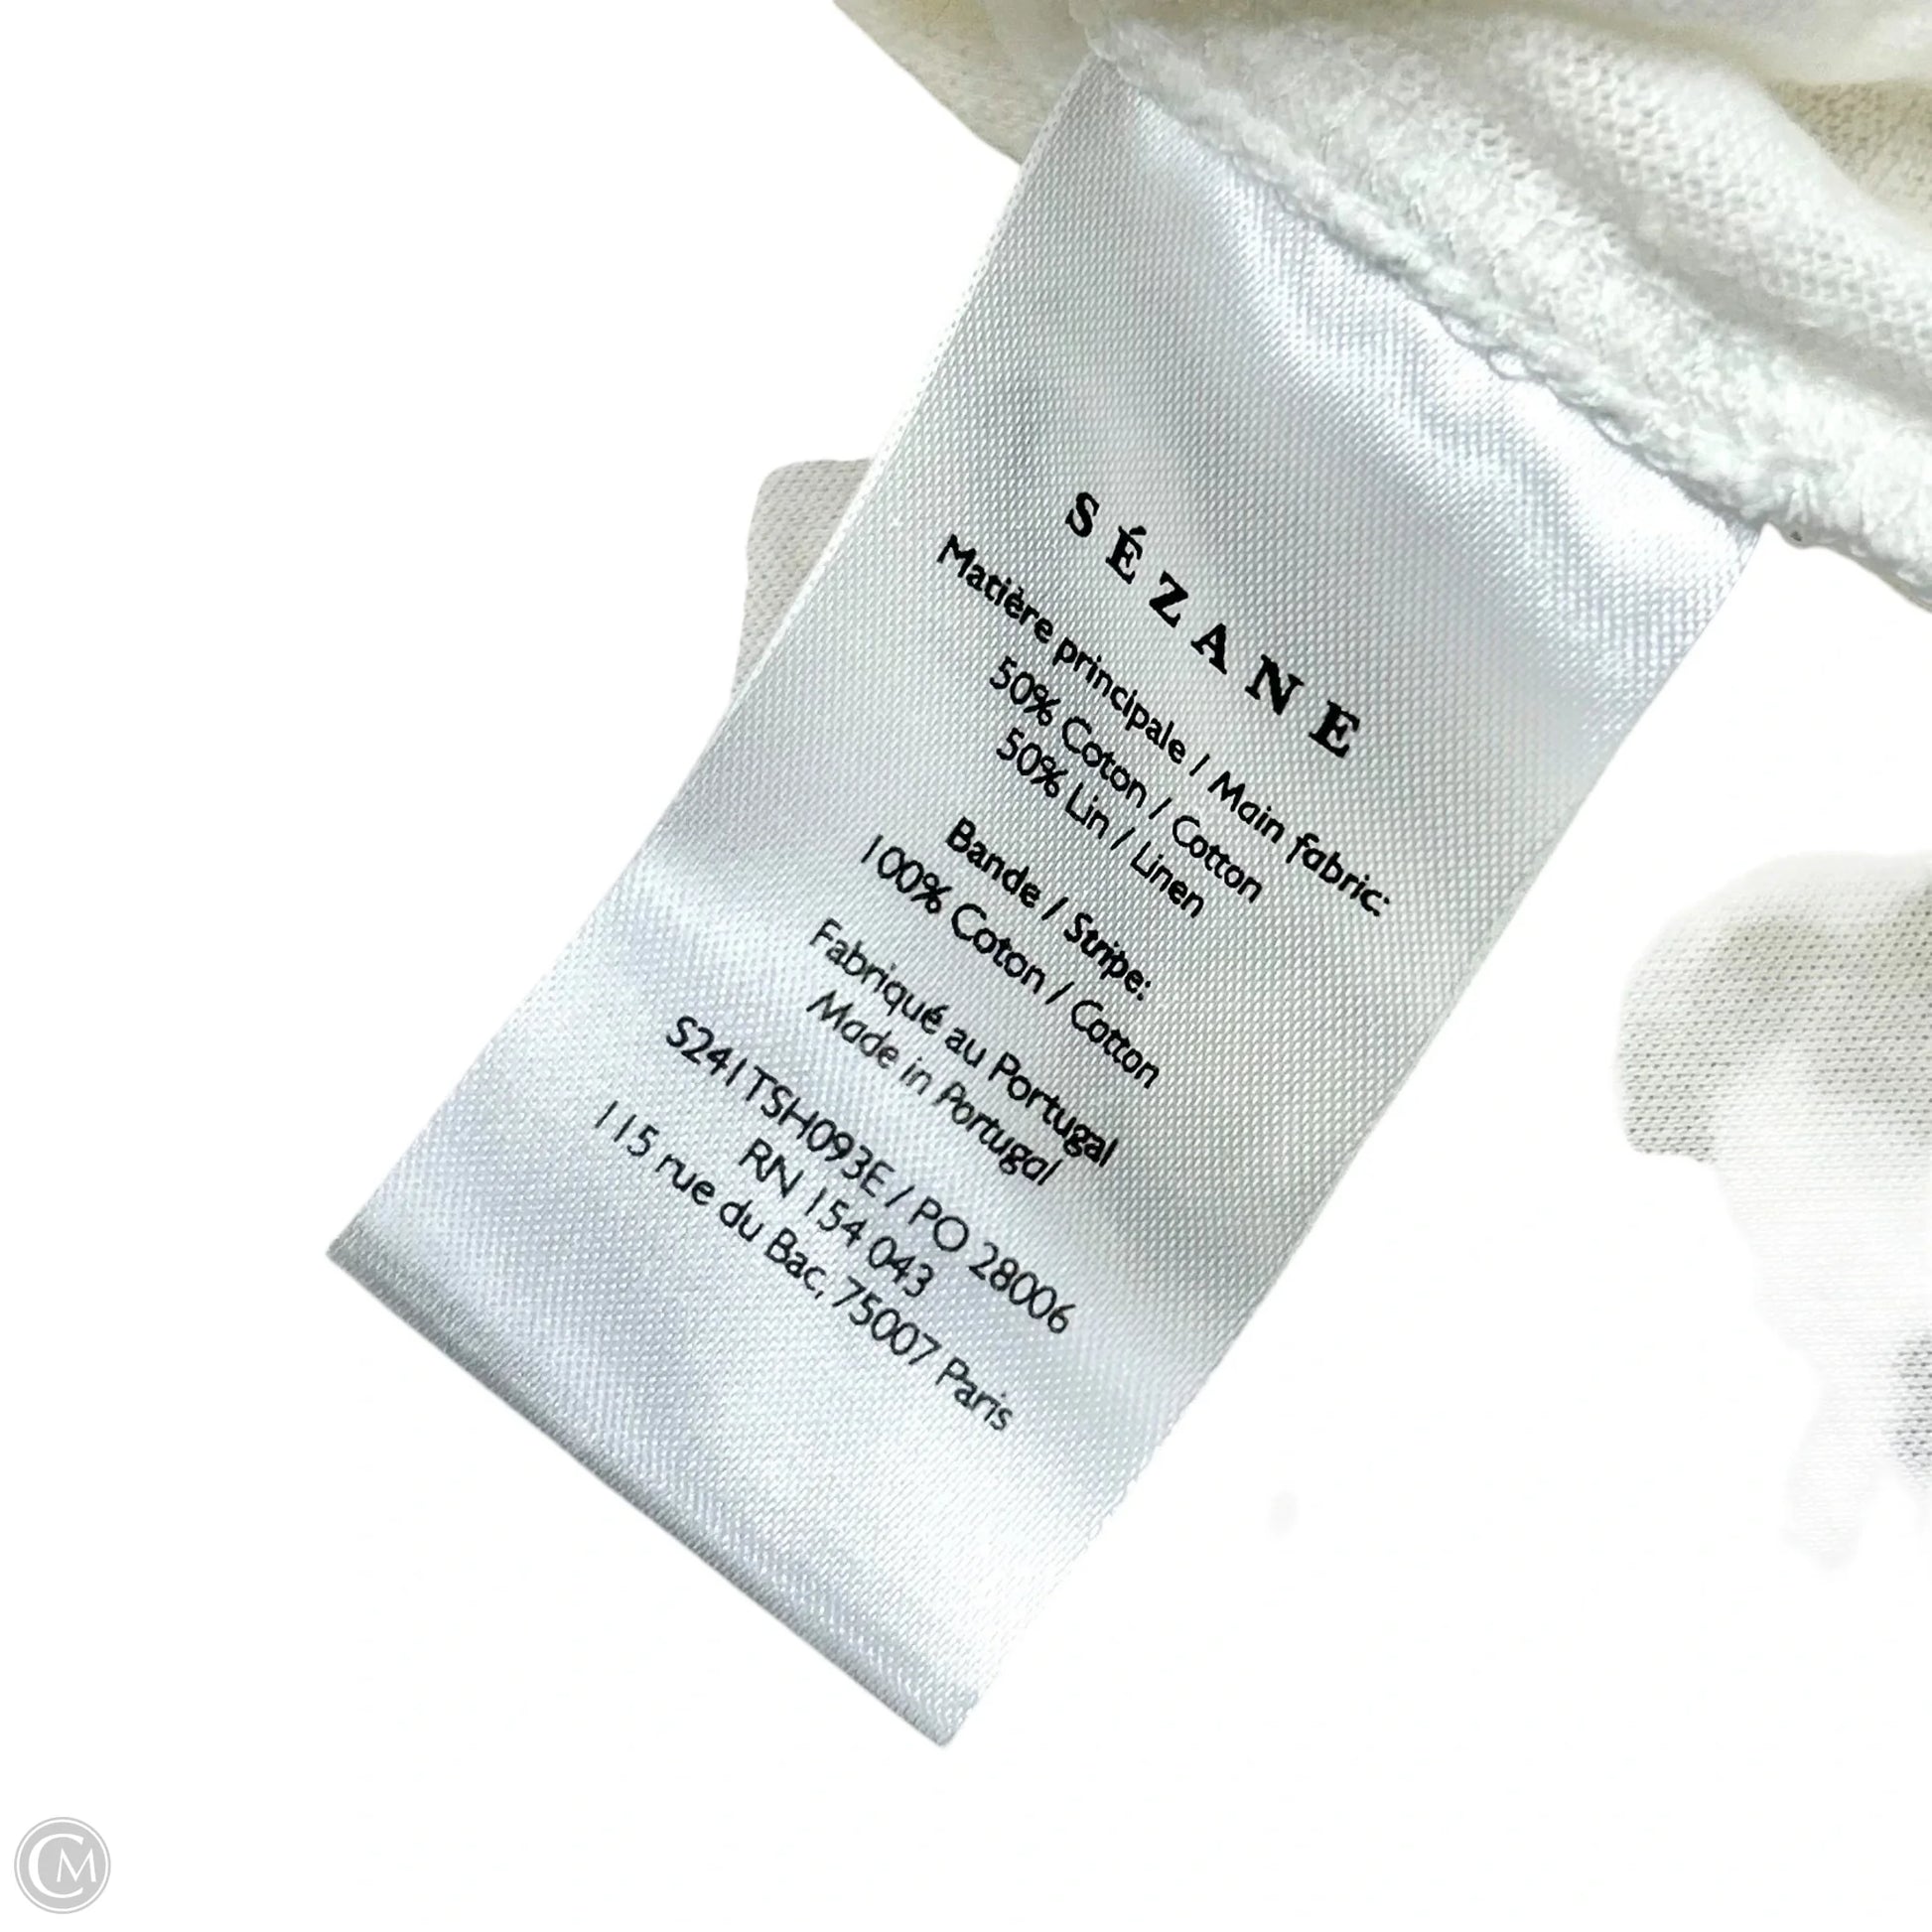 SÉZANE
Matière principale / Main fabric:
50% Coton / Cotton
50% Lin / Linen
Bande / Stripe:
100% Coton / Cotton
Fabriqué au Portugal
Made in Portugal
S241TSH093E / PO 28006
RN 154 043
115 rue du Bac, 75007 Paris
CM